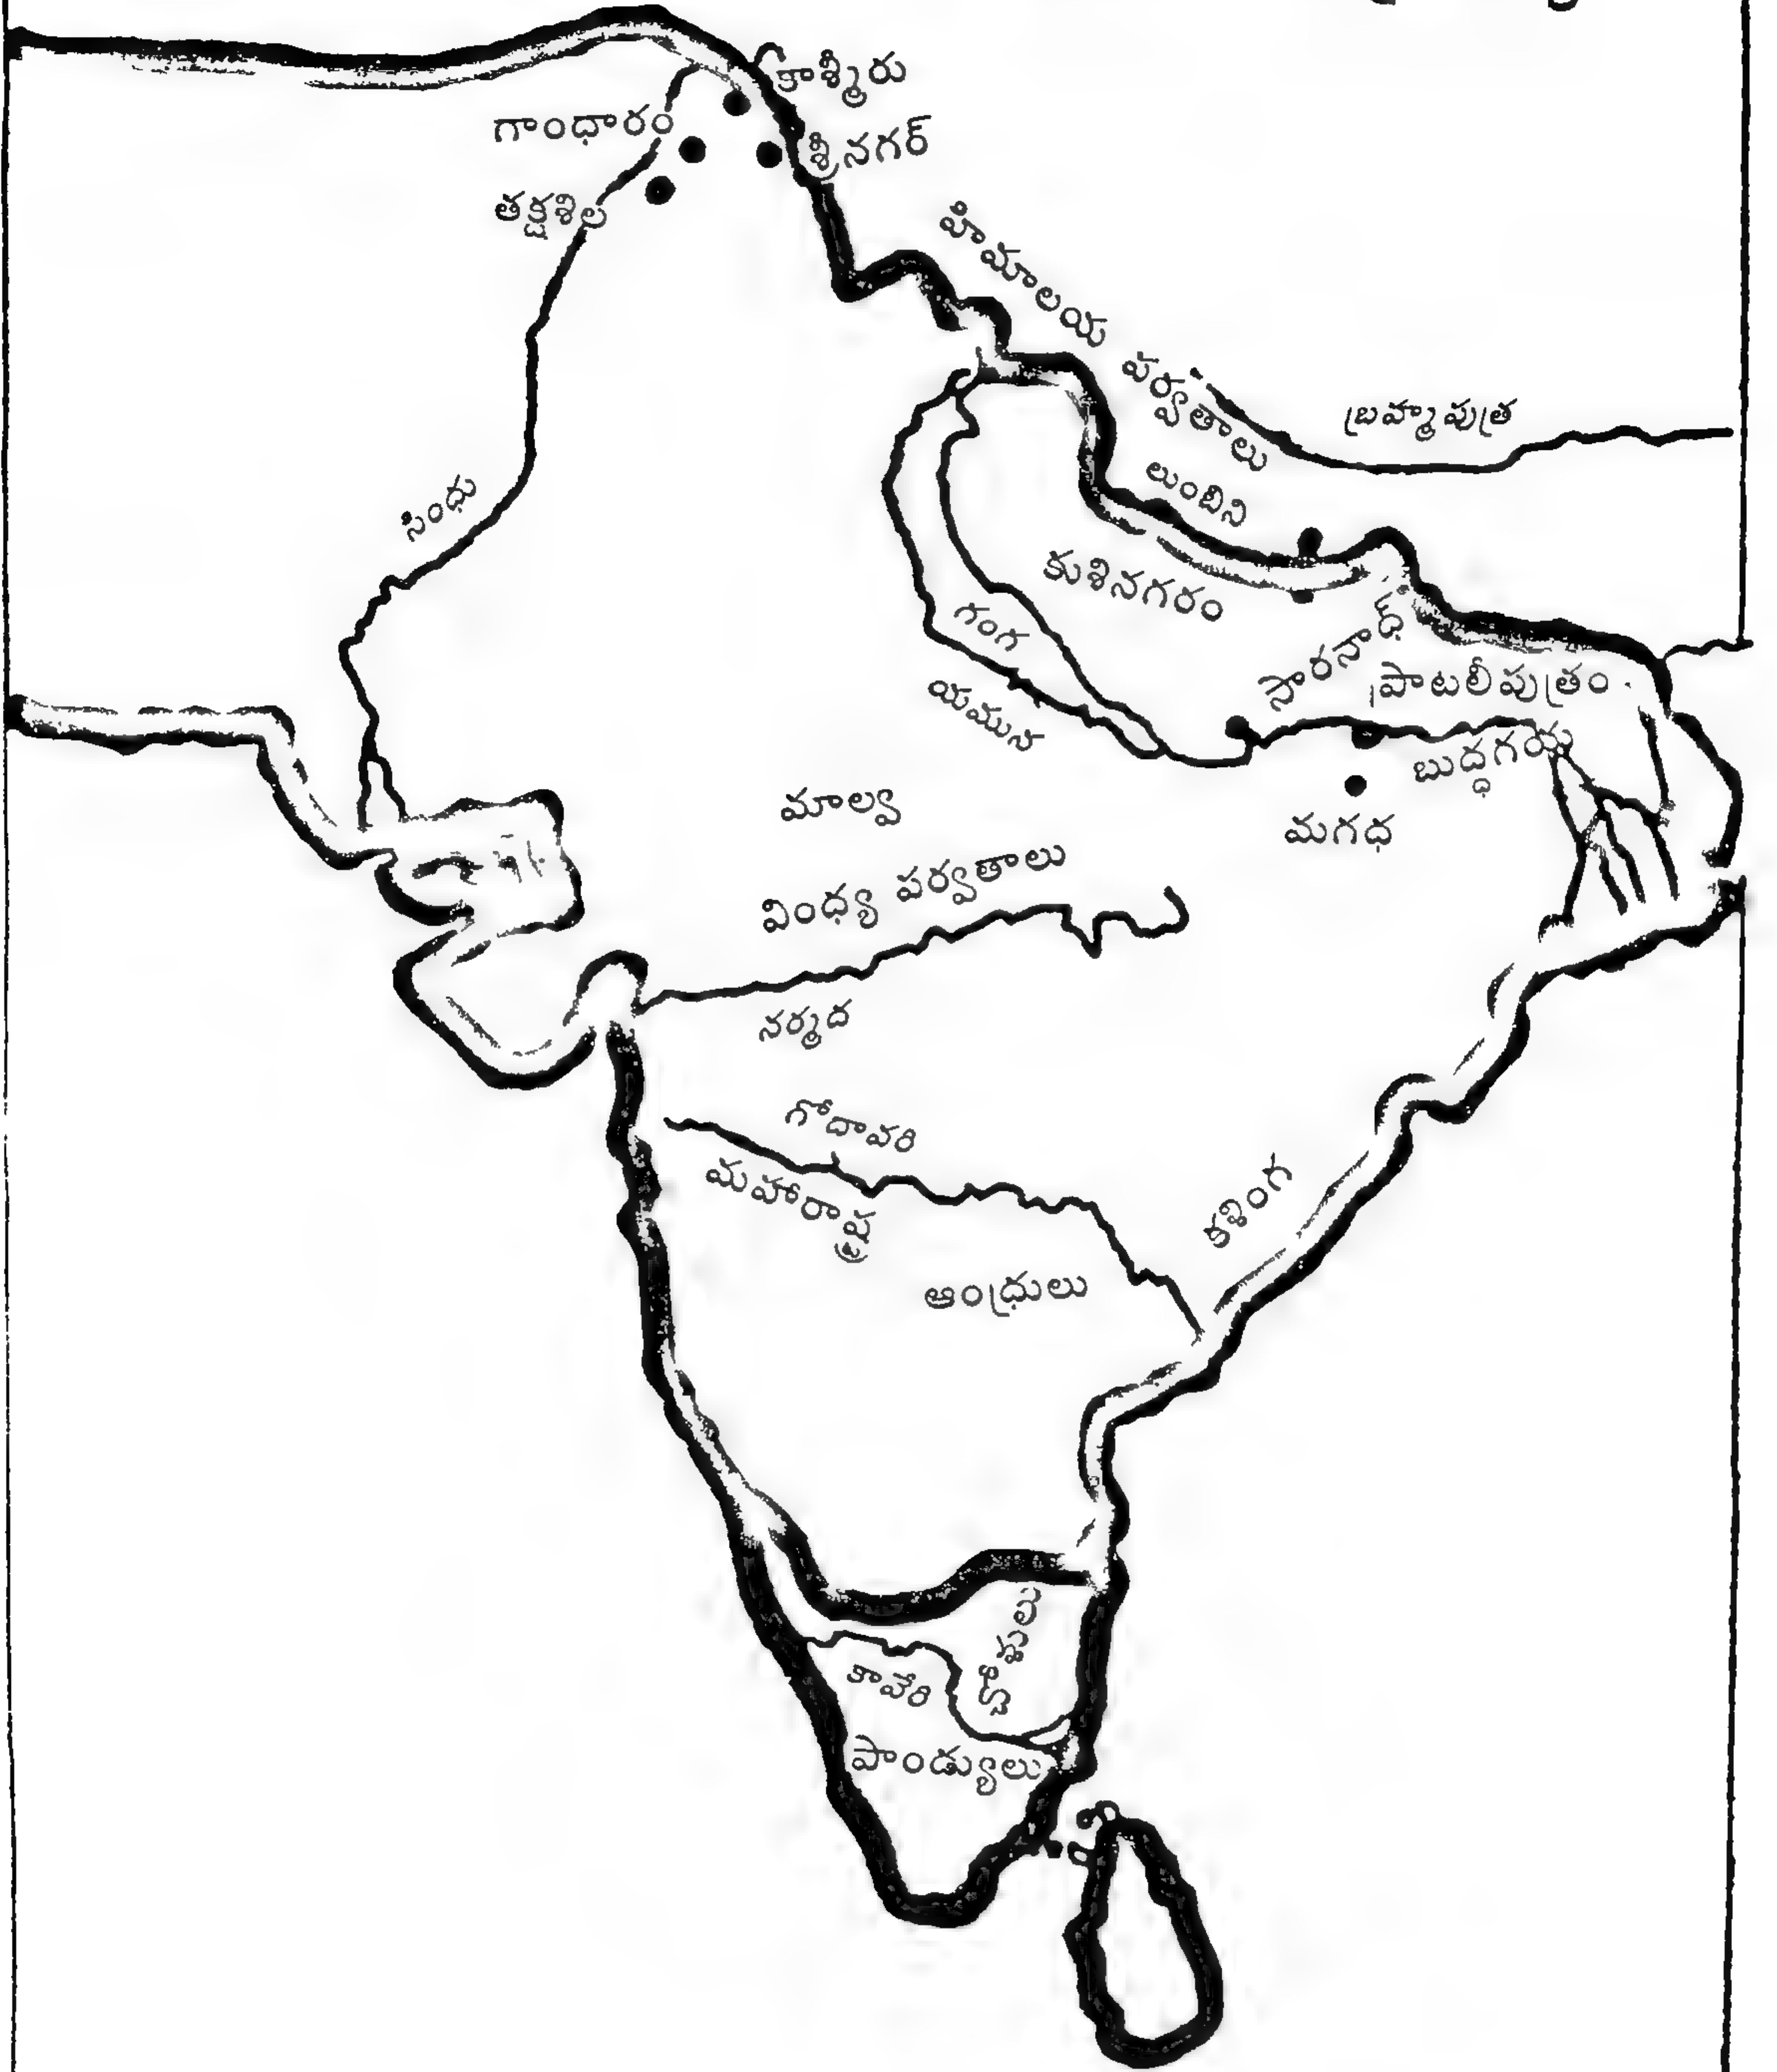 కాశ్మీరు
గాంధారం
శ్రీనగర్
తక్షశిల
హిమాలయ పర్వతాలు
బ్రహ్మపుత్ర
లుంబిని
సింధు
కుశినగరం
గంగ
సారనాధ్
పాటలీపుత్రం
యమున
బుద్ధగయ
మాల్వ
మగధ
వింధ్య పర్వతాలు
నర్మద
గోదావరి
మహారాష్ట్ర
కళింగ
ఆంధ్రులు
కావేరి
పాండ్యులు